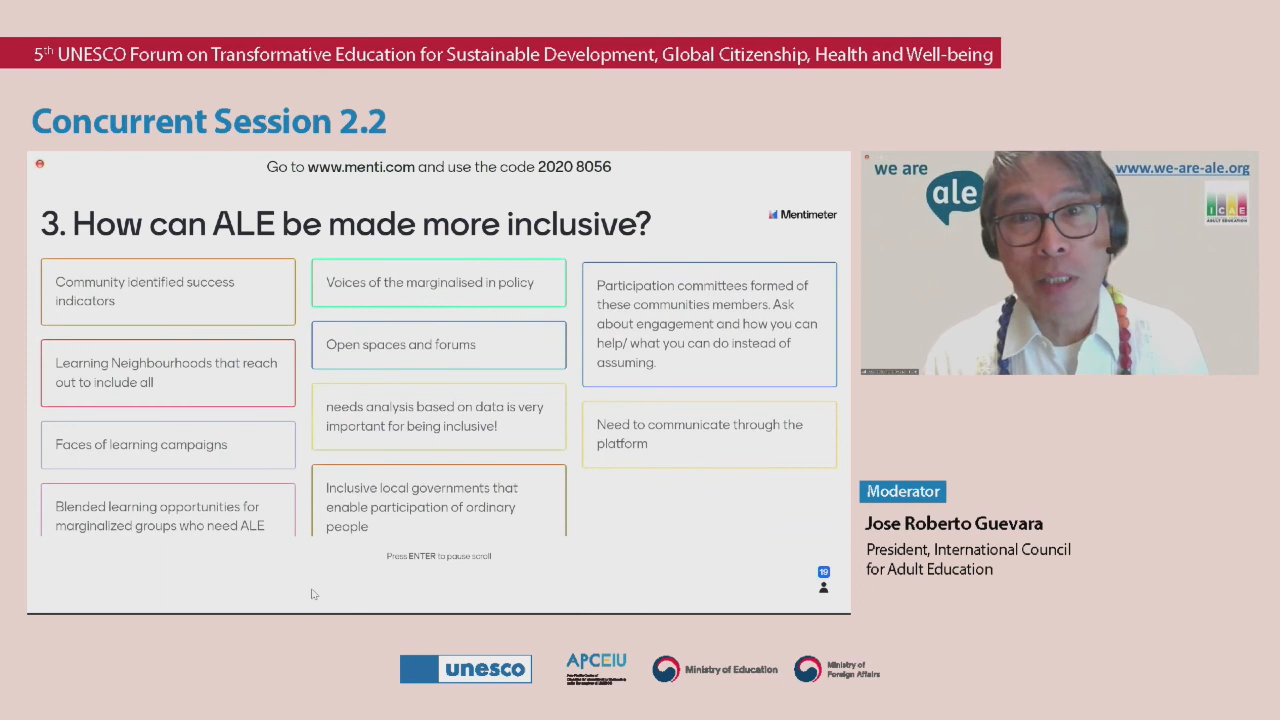 5th UNESCO Forum on Transformative Education for Sustainable Development, Global Citizenship, Health and Well-being
Concurrent Session 2.2
Go to www.menti.com and use the code 2020 8056
3. How can ALE be made more inclusive?
Mentimeter
Community identified success
indicators
Learning Neighbourhoods that reach
out to include all
Faces of learning campaigns
Blended learning opportunities for
marginalized groups who need ALE
Voices of the marginalised in policy
Open spaces and forums
needs analysis based on data is very
important for being inclusive!
Inclusive local governments that
enable participation of ordinary
people
Participation committees formed of
these communities members. Ask
about engagement and how you can
help/ what you can do instead of
assuming.
Need to communicate through the
platform
Press ENTER to pause scroll
19
we are
ale
www.we-are-ale.org
ICAE
ADULT EDUCATION
Moderator
Jose Roberto Guevara
President, International Council
for Adult Education
unesco
APCEIU
Ministry of Education
Ministry of
Foreign Affairs